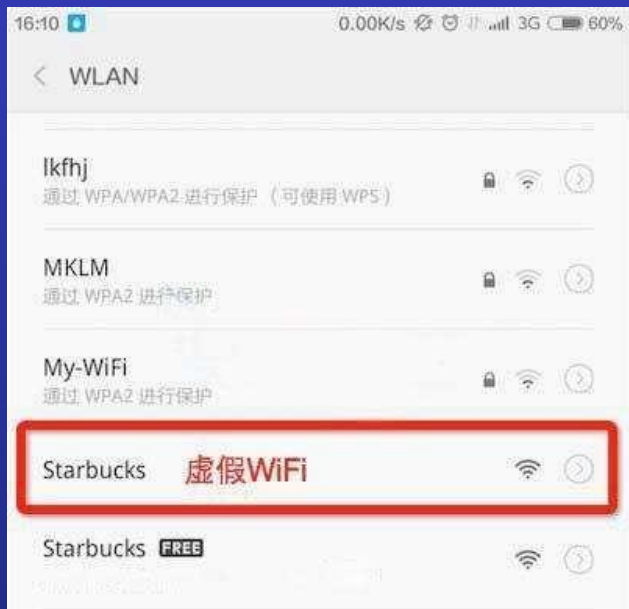 16:10 0.00K/s 3G 60%
WLAN
lkfhj
通过 WPA/WPA2 进行保护 （可使用 WPS）
MKLM
通过 WPA2 进行保护
My-WiFi
通过 WPA2 进行保护
Starbucks 虚假WiFi
Starbucks FREE